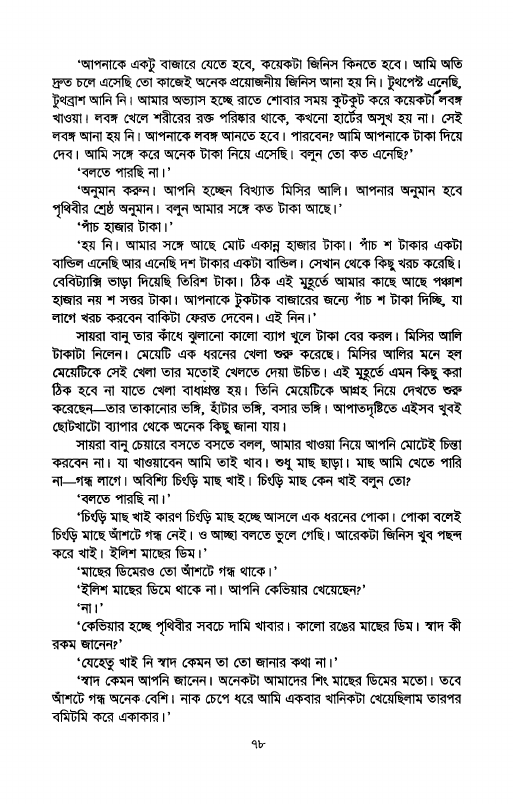 ‘আপনাকে একটু বাজারে যেতে হবে, কয়েকটা জিনিস কিনতে হবে। আমি অতি
দ্রুত চলে এসেছি তো কাজেই অনেক প্রয়োজনীয় জিনিস আনা হয় নি। টুথপেস্ট এনেছি,
টুথব্রাশ আনি নি। আমার অভ্যাস হচ্ছে রাতে শোবার সময় কুটকুট করে কয়েকটা লবঙ্গ
খাওয়া। লবঙ্গ খেলে শরীরের রক্ত পরিষ্কার থাকে, কখনো হার্টের অসুখ হয় না। সেই
লবঙ্গ আনা হয় নি। আপনাকে লবঙ্গ আনতে হবে। পারবেন? আমি আপনাকে টাকা দিয়ে
দেব। আমি সঙ্গে করে অনেক টাকা নিয়ে এসেছি। বলুন তো কত এনেছি?’
‘বলতে পারছি না।’
‘অনুমান করুন। আপনি হচ্ছেন বিখ্যাত মিসির আলি। আপনার অনুমান হবে
পৃথিবীর শ্রেষ্ঠ অনুমান। বলুন আমার সঙ্গে কত টাকা আছে।’
‘পাঁচ হাজার টাকা।’
‘হয় নি। আমার সঙ্গে আছে মোট একান্ন হাজার টাকা। পাঁচ শ টাকার একটা
বান্ডিল এনেছি আর এনেছি দশ টাকার একটা বান্ডিল। সেখান থেকে কিছু খরচ করেছি।
বেবিট্যাক্সি ভাড়া দিয়েছি তিরিশ টাকা। ঠিক এই মুহূর্তে আমার কাছে আছে পঞ্চাশ
হাজার নয় শ সত্তর টাকা। আপনাকে টুকটাক বাজারের জন্যে পাঁচ শ টাকা দিচ্ছি, যা
লাগে খরচ করবেন বাকিটা ফেরত দেবেন। এই নিন।’
সায়রা বানু তার কাঁধে ঝুলানো কালো ব্যাগ খুলে টাকা বের করল। মিসির আলি
টাকাটা নিলেন। মেয়েটি এক ধরনের খেলা শুরু করেছে। মিসির আলির মনে হল
মেয়েটিকে সেই খেলা তার মতোই খেলতে দেয়া উচিত। এই মুহূর্তে এমন কিছু করা
ঠিক হবে না যাতে খেলা বাধাগ্রস্ত হয়। তিনি মেয়েটিকে আগ্রহ নিয়ে দেখতে শুরু
করেছেন—তার তাকানোর ভঙ্গি, হাঁটার ভঙ্গি, বসার ভঙ্গি। আপাতদৃষ্টিতে এইসব খুবই
ছোটখাটো ব্যাপার থেকে অনেক কিছু জানা যায়।
সায়রা বানু চেয়ারে বসতে বসতে বলল, আমার খাওয়া নিয়ে আপনি মোটেই চিন্তা
করবেন না। যা খাওয়াবেন আমি তাই খাব। শুধু মাছ ছাড়া। মাছ আমি খেতে পারি
না—গন্ধ লাগে। অবিশ্যি চিংড়ি মাছ খাই। চিংড়ি মাছ কেন খাই বলুন তো?
‘বলতে পারছি না।’
‘চিংড়ি মাছ খাই কারণ চিংড়ি মাছ হচ্ছে আসলে এক ধরনের পোকা। পোকা বলেই
চিংড়ি মাছে আঁশটে গন্ধ নেই। ও আচ্ছা বলতে ভুলে গেছি। আরেকটা জিনিস খুব পছন্দ
করে খাই। ইলিশ মাছের ডিম।’
‘মাছের ডিমেরও তো আঁশটে গন্ধ থাকে।’
‘ইলিশ মাছের ডিমে থাকে না। আপনি কেভিয়ার খেয়েছেন?’
‘না।’
‘কেভিয়ার হচ্ছে পৃথিবীর সবচে দামি খাবার। কালো রঙের মাছের ডিম। স্বাদ কী
রকম জানেন?’
‘যেহেতু খাই নি স্বাদ কেমন তা তো জানার কথা না।’
‘স্বাদ কেমন আপনি জানেন। অনেকটা আমাদের শিং মাছের ডিমের মতো। তবে
আঁশটে গন্ধ অনেক বেশি। নাক চেপে ধরে আমি একবার খানিকটা খেয়েছিলাম তারপর
বমিটমি করে একাকার।’
৭৮